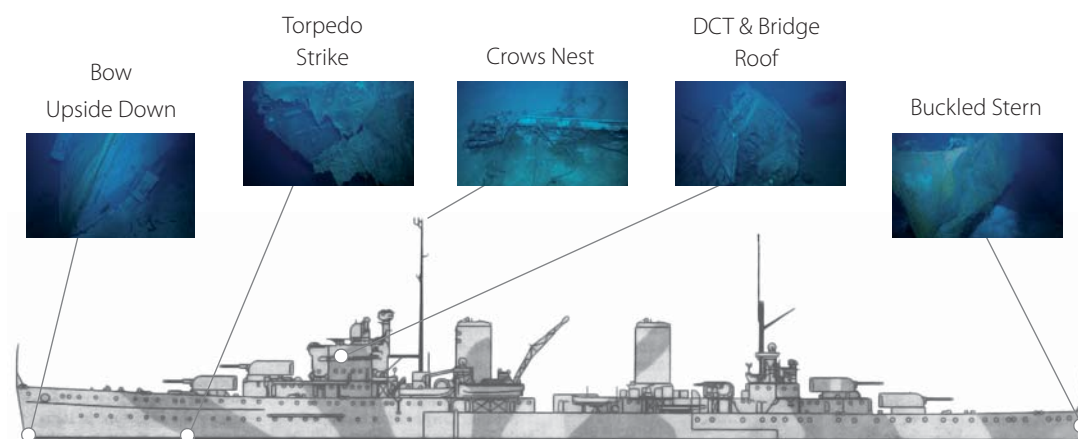 Bow
Upside Down
Torpedo
Strike
Crows Nest
DCT & Bridge
Roof
Buckled Stern